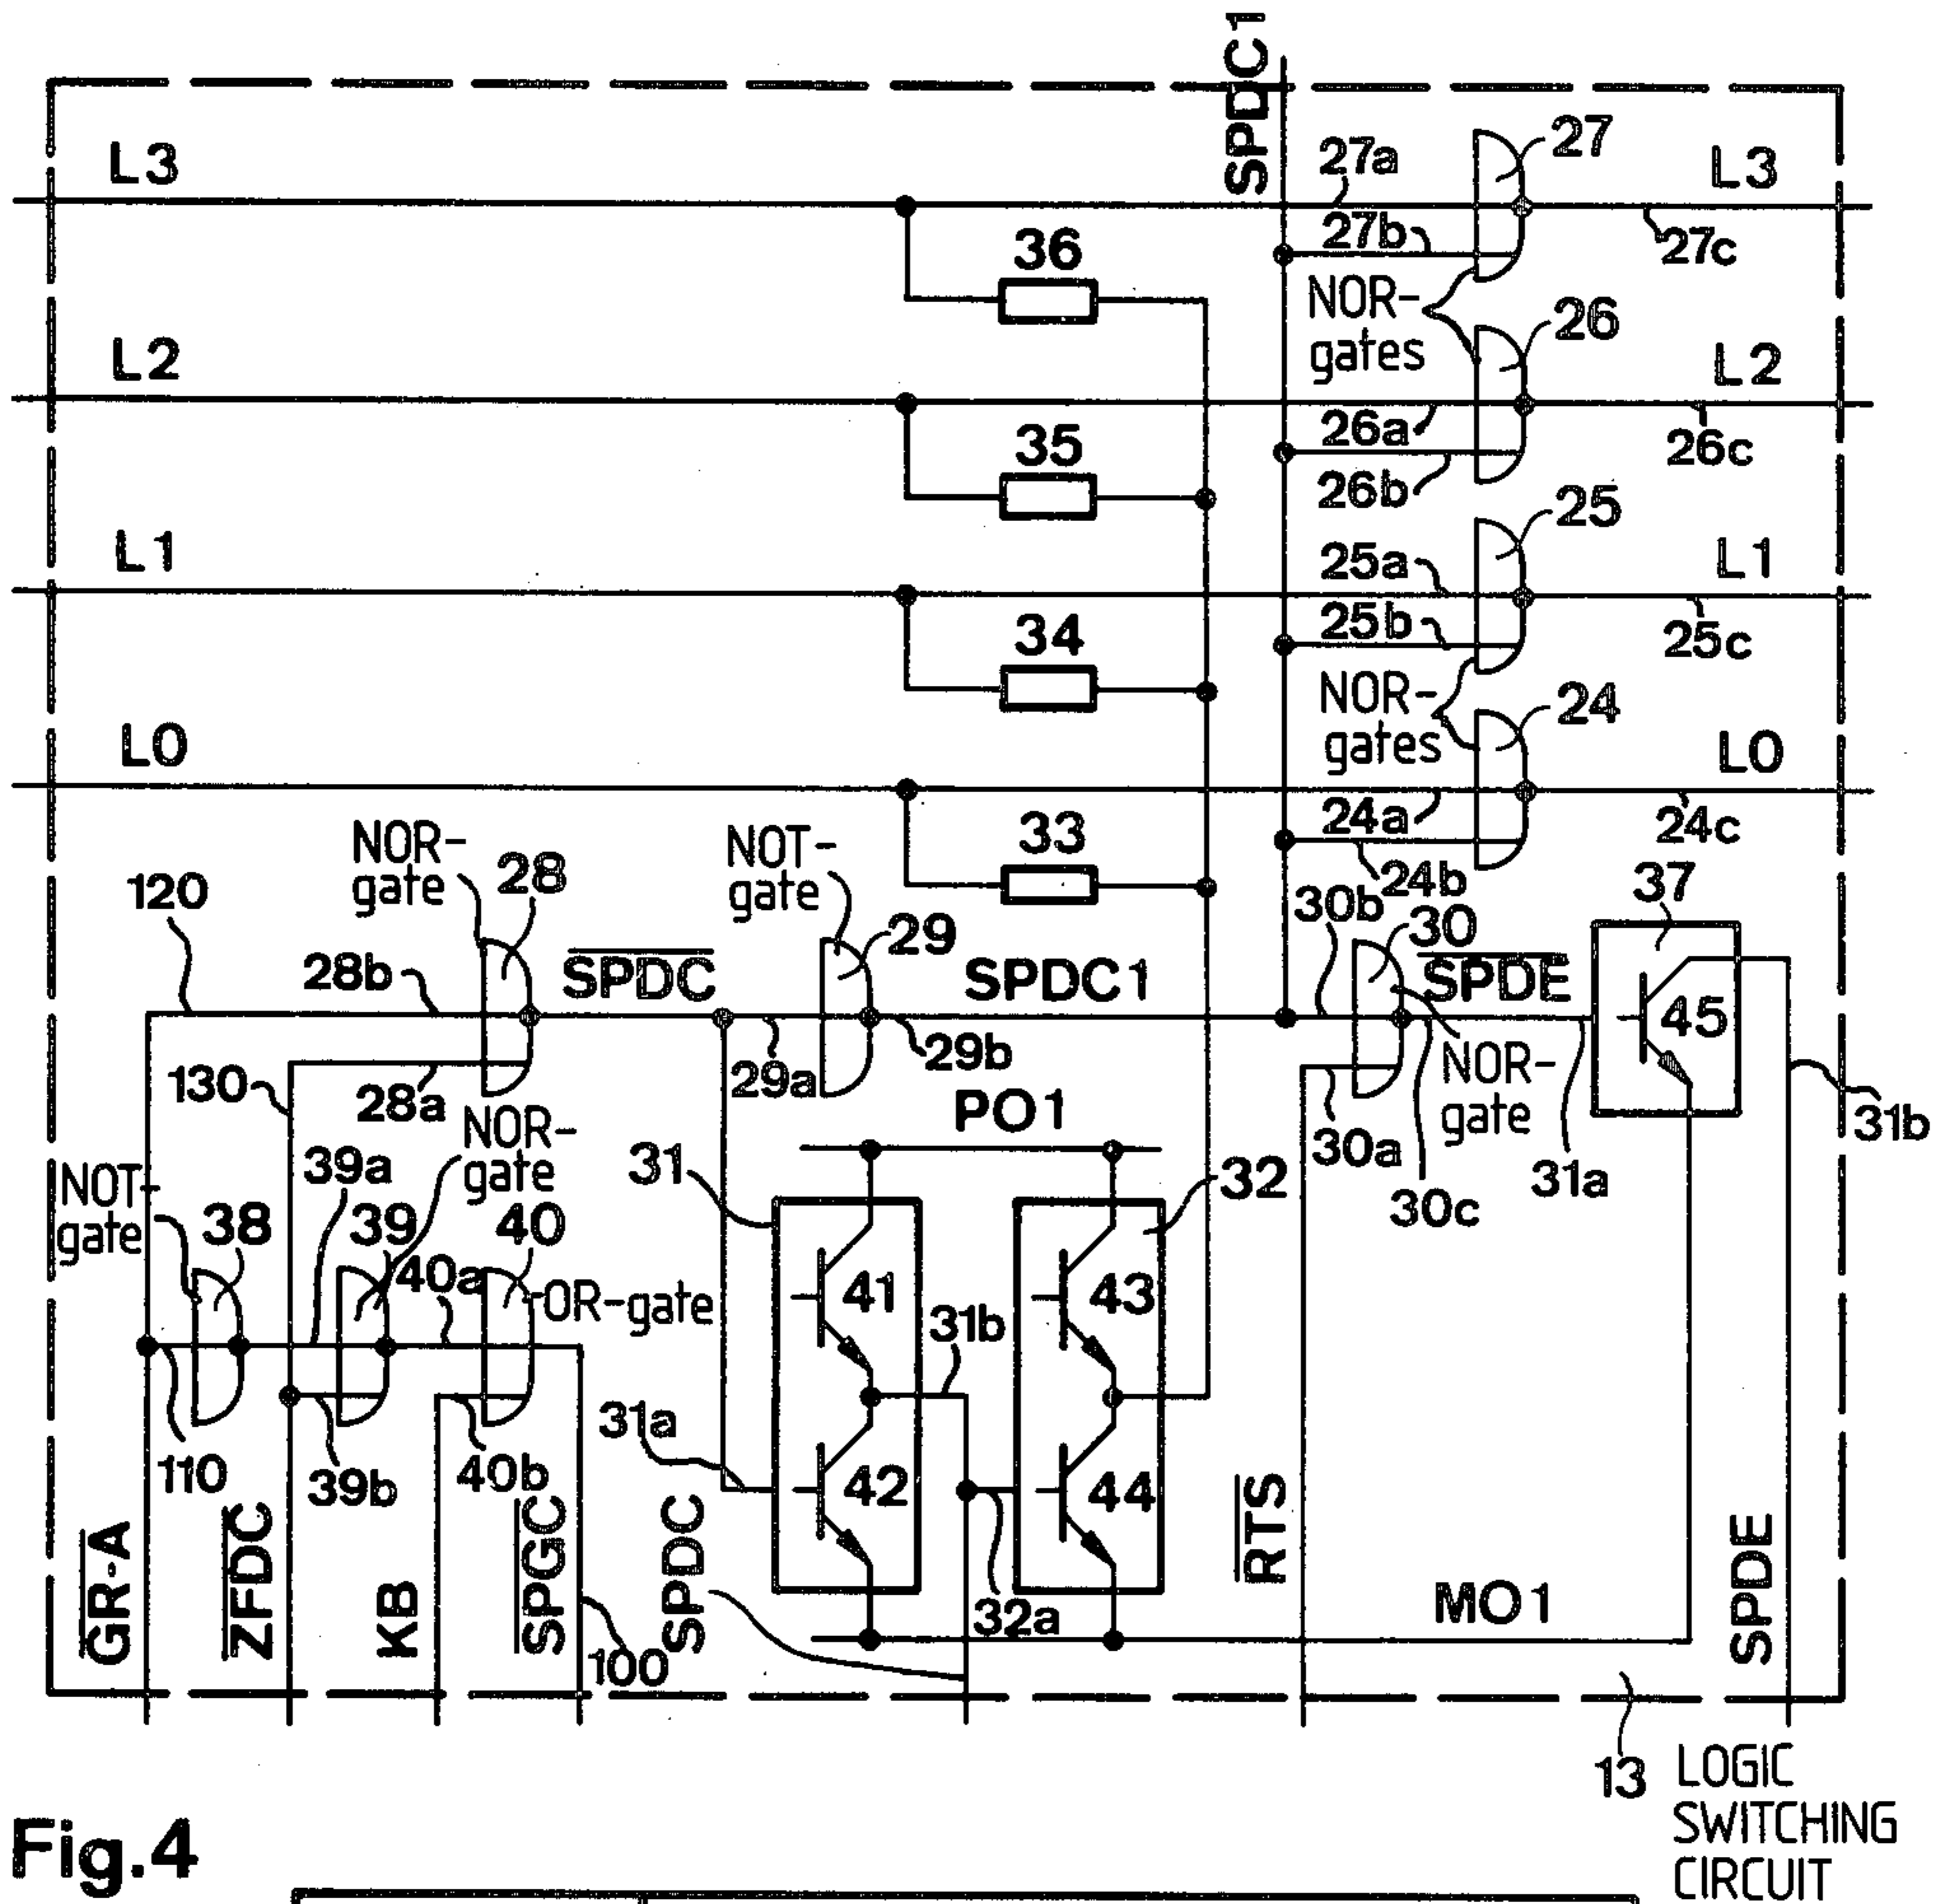 SPDC1
L3
27a
27
L3
27b
27c
36
NOR-
gates
26
L2
L2
26a
26c
35
26b
25
L1
25a
L1
25b
25c
34
NOR-
gates
24
L0
L0
24a
24c
33
24b
NOR-
gate
28
NOT-
gate
29
37
120
30b
30
28b
SPDC
SPDC1
SPDE
45
29a
29b
130
28a
NOR-
gate
PO1
NOR-
gate
30a
30c
31a
31b
39a
31
32
NOT-
gate
38
39
40
40a
OR-gate
41
43
31b
31a
110
39b
40b
42
44
GR-A
ZFDC
KB
SPGC
100
SPDC
32a
RTS
MO1
SPDE
13
LOGIC
SWITCHING
CIRCUIT
Fig.4